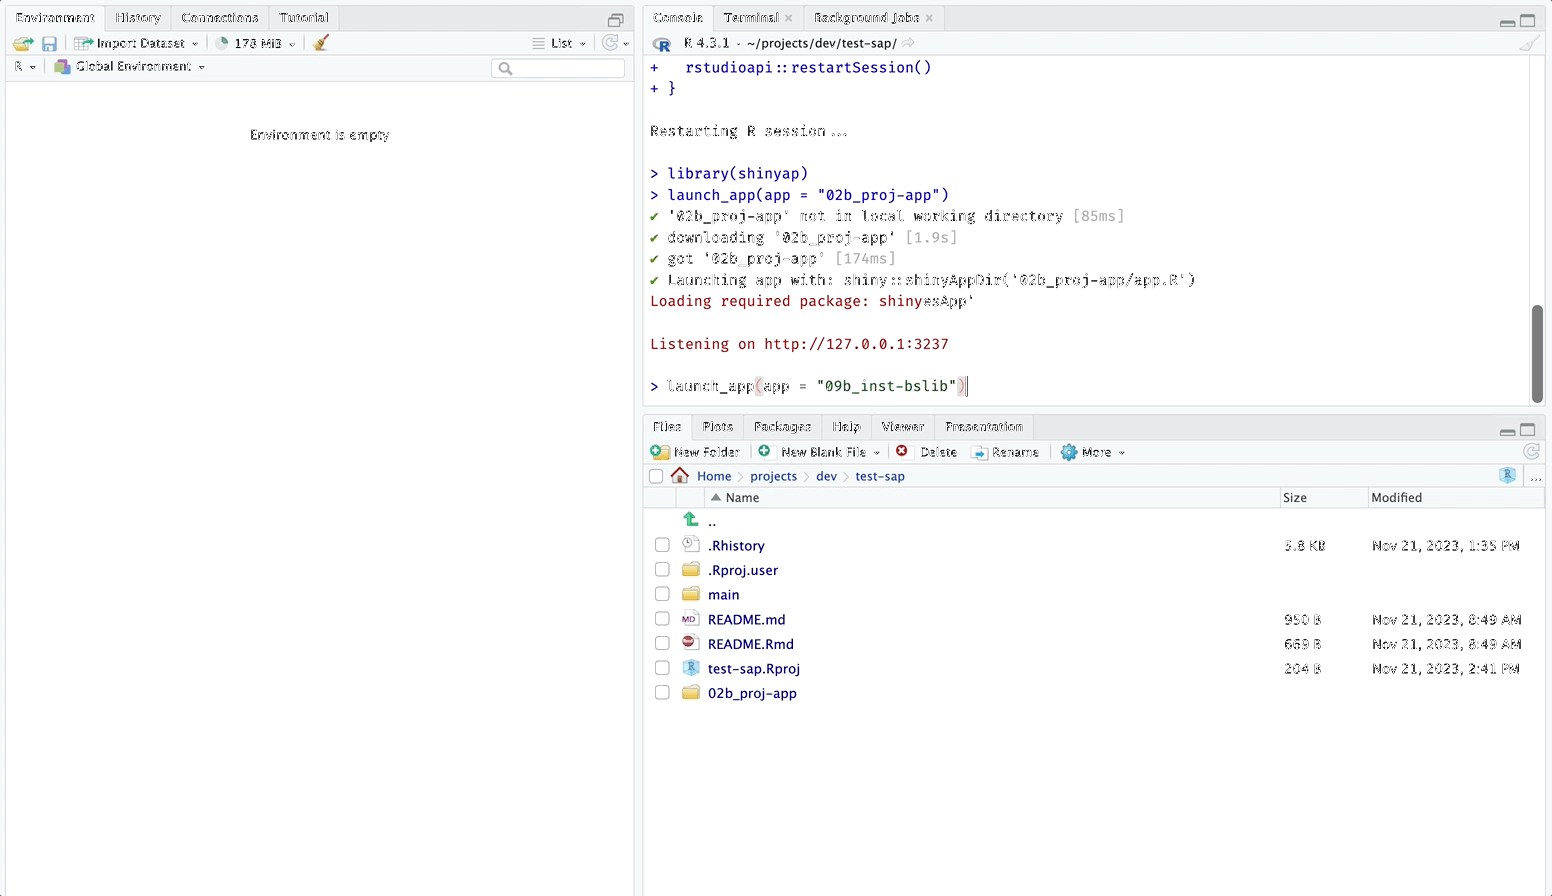 Environment History Connections Tutorial
Import Dataset 178 MiB List
R Global Environment
Environment is empty
Console Terminal Background Jobs
R 4.3.1 · ~/projects/dev/test-sap/
+   rstudioapi::restartSession()
+ }
Restarting R session...
> library(shinyap)
> launch_app(app = "02b_proj-app")
✔ '02b_proj-app' not in local working directory [85ms]
✔ downloading '02b_proj-app' [1.9s]
✔ got '02b_proj-app' [174ms]
✔ Launching app with: shiny::shinyAppDir('02b_proj-app/app.R')
Loading required package: shinyesApp'
Listening on http://127.0.0.1:3237
> launch_app(app = "09b_inst-bslib")
Files Plots Packages Help Viewer Presentation
New Folder New Blank File Delete Rename More
Home projects dev test-sap ...
Name Size Modified
..
.Rhistory 5.8 KB Nov 21, 2023, 1:35 PM
.Rproj.user
main
README.md 950 B Nov 21, 2023, 8:49 AM
README.Rmd 669 B Nov 21, 2023, 8:49 AM
test-sap.Rproj 204 B Nov 21, 2023, 2:41 PM
02b_proj-app